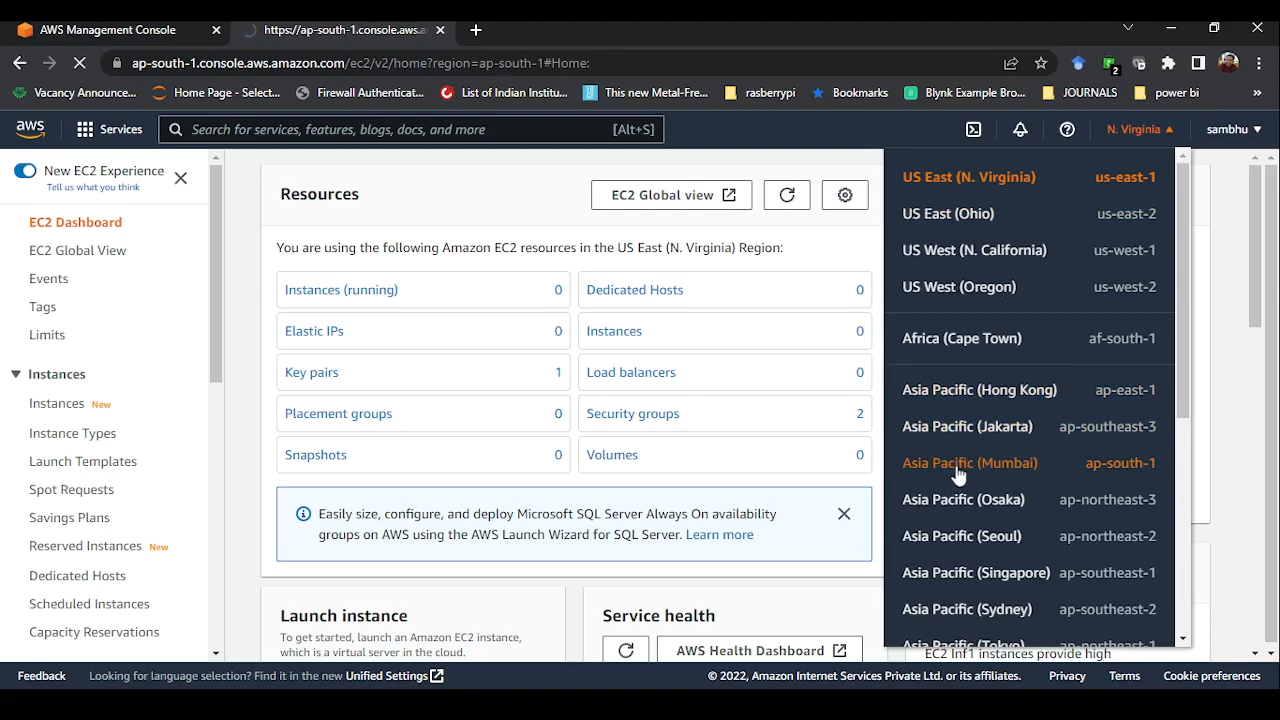 AWS Management Console
https://ap-south-1.console.aws.a
ap-south-1.console.aws.amazon.com/ec2/v2/home?region=ap-south-1#Home:
2
Vacancy Announce...
Home Page - Select...
Firewall Authenticat...
List of Indian Institu...
This new Metal-Fre...
rasberrypi
Bookmarks
Blynk Example Bro...
JOURNALS
power bi
»
aws
Services
Search for services, features, blogs, docs, and more
[Alt+S]
N. Virginia
sambhu
New EC2 Experience
Tell us what you think
EC2 Dashboard
EC2 Global View
Events
Tags
Limits
Instances
Instances New
Instance Types
Launch Templates
Spot Requests
Savings Plans
Reserved Instances New
Dedicated Hosts
Scheduled Instances
Capacity Reservations
Resources
EC2 Global view
You are using the following Amazon EC2 resources in the US East (N. Virginia) Region:
Instances (running) 0
Dedicated Hosts 0
Elastic IPs 0
Instances 0
Key pairs 1
Load balancers 0
Placement groups 0
Security groups 2
Snapshots 0
Volumes 0
Easily size, configure, and deploy Microsoft SQL Server Always On availability
groups on AWS using the AWS Launch Wizard for SQL Server. Learn more
Launch instance
To get started, launch an Amazon EC2 instance,
which is a virtual server in the cloud.
Service health
AWS Health Dashboard
US East (N. Virginia) us-east-1
US East (Ohio) us-east-2
US West (N. California) us-west-1
US West (Oregon) us-west-2
Africa (Cape Town) af-south-1
Asia Pacific (Hong Kong) ap-east-1
Asia Pacific (Jakarta) ap-southeast-3
Asia Pacific (Mumbai) ap-south-1
Asia Pacific (Osaka) ap-northeast-3
Asia Pacific (Seoul) ap-northeast-2
Asia Pacific (Singapore) ap-southeast-1
Asia Pacific (Sydney) ap-southeast-2
Asia Pacific (Tokyo) ap-northeast-1
EC2 Inf1 instances provide high
Feedback
Looking for language selection? Find it in the new Unified Settings
© 2022, Amazon Internet Services Private Ltd. or its affiliates.
Privacy
Terms
Cookie preferences